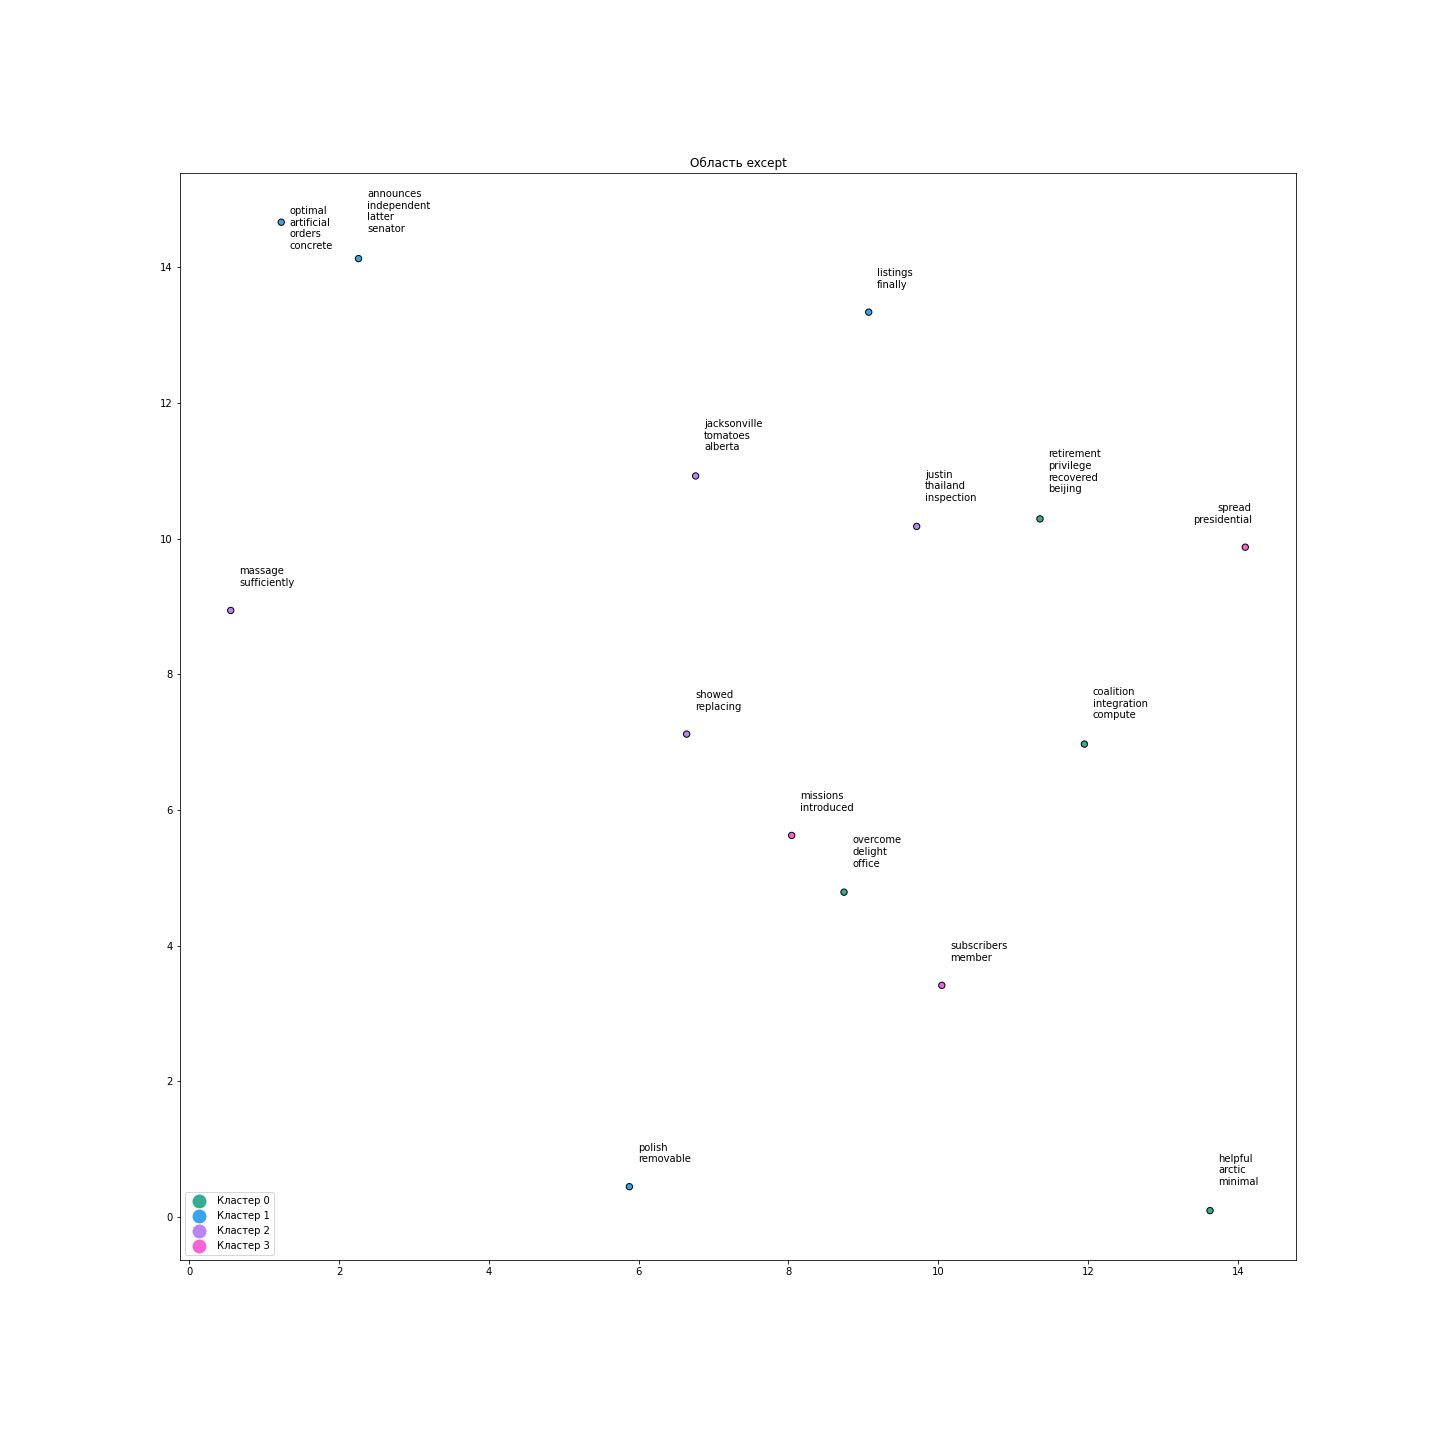 Область except
announces
independent
latter
senator
optimal
artificial
orders
concrete
listings
finally
jacksonville
tomatoes
alberta
justin
thailand
inspection
retirement
privilege
recovered
beijing
spread
presidential
massage
sufficiently
showed
replacing
coalition
integration
compute
missions
introduced
overcome
delight
office
subscribers
member
polish
removable
helpful
arctic
minimal
14
12
10
8
6
4
2
0
Кластер 0
Кластер 1
Кластер 2
Кластер 3
0 2 4 6 8 10 12 14